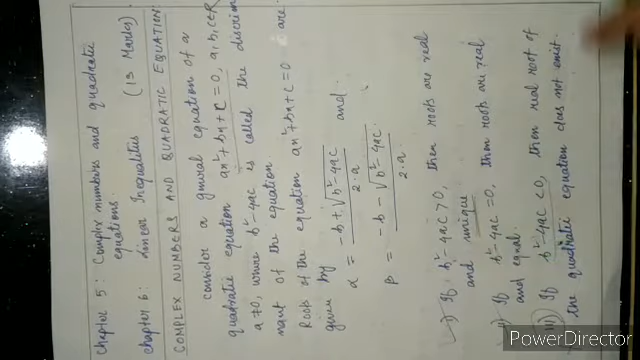 Chapter 5: Complex numbers and quadratic
equations.
Chapter 6: Linear Inequalities (13 Marks)
COMPLEX NUMBERS AND QUADRATIC EQUATION:
consider a general equation of a
quadratic equation ax²+bx+c=0, a,b,c∈R
a≠0, where b²-4ac is called the discrim
nant of the equation
Roots of the equation ax²+bx+c=0 are
given by
α = (-b+√(b²-4ac))/(2·a) and
β = (-b-√(b²-4ac))/(2·a)
i) If, b²-4ac>0, then roots are real
and unique
ii) If b²-4ac=0, then roots are real
and equal.
iii) If b²-4ac<0, then real root of
the quadratic equation does not exist.
PowerDirector